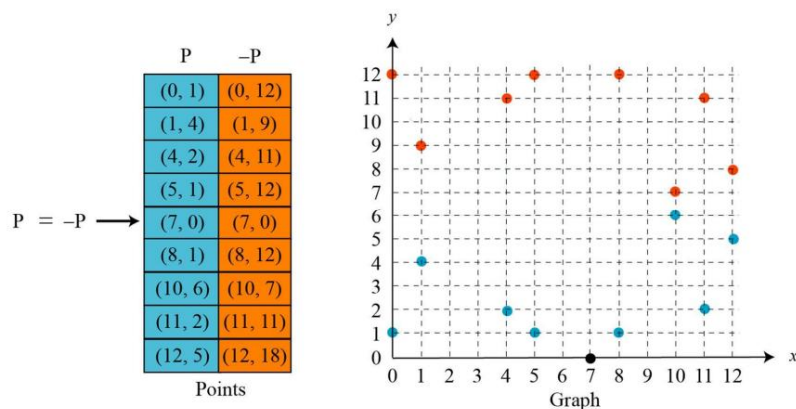 P –P
(0, 1) (0, 12)
(1, 4) (1, 9)
(4, 2) (4, 11)
(5, 1) (5, 12)
P = –P (7, 0) (7, 0)
(8, 1) (8, 12)
(10, 6) (10, 7)
(11, 2) (11, 11)
(12, 5) (12, 18)
Points
y
12
11
10
9
8
7
6
5
4
2
1
0
x
0 1 2 3 4 5 6 7 8 9 10 11 12
Graph